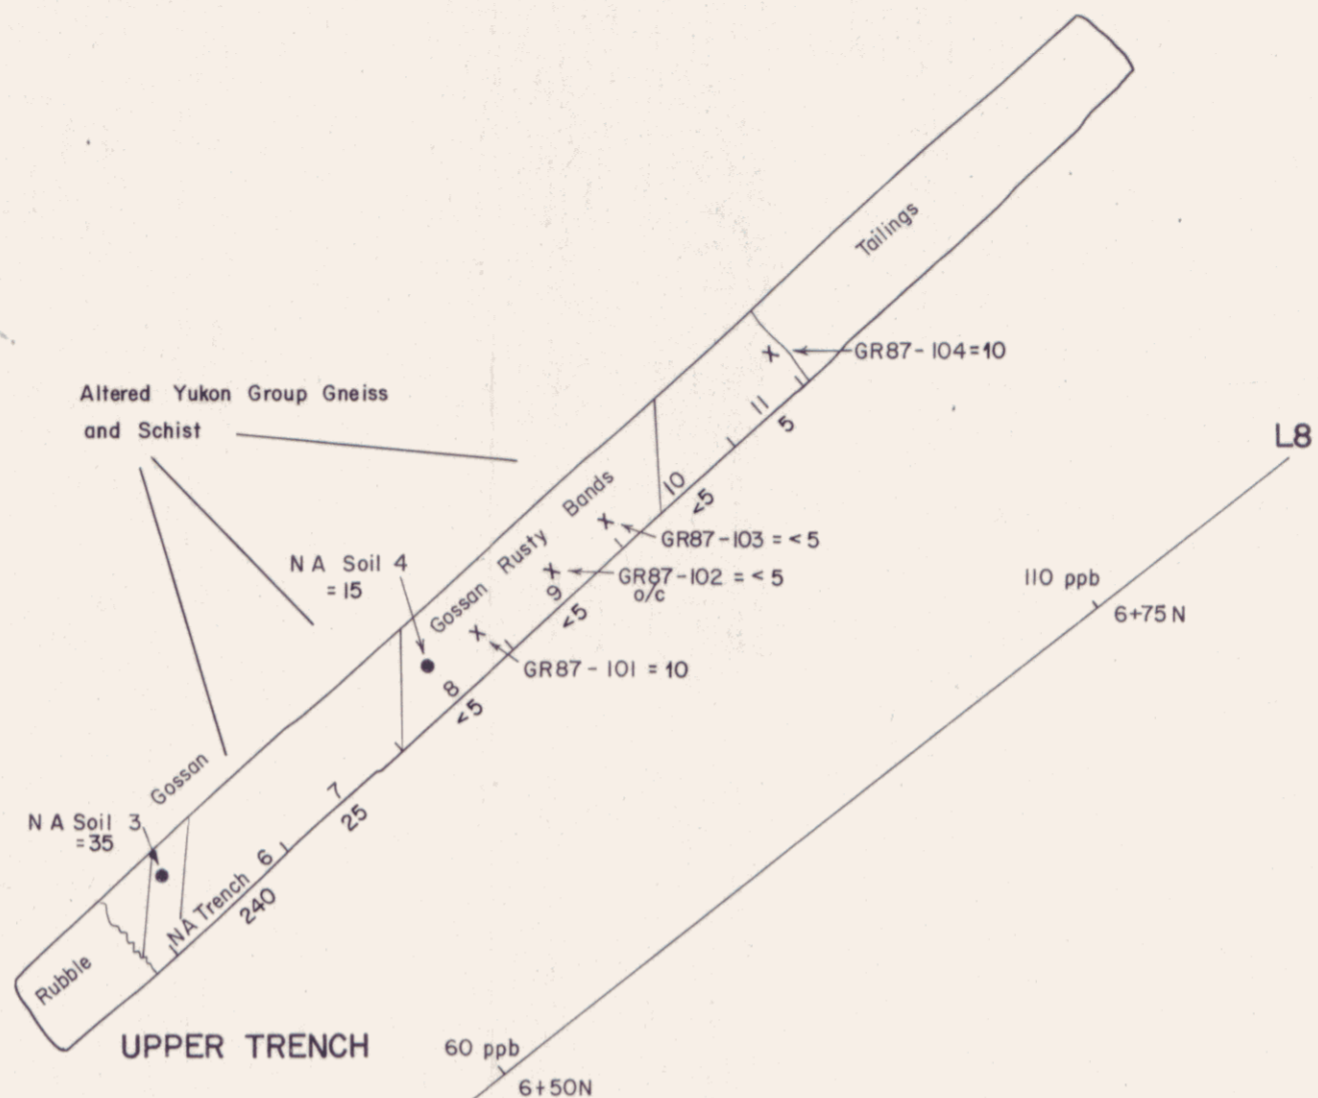 Tailings
GR87-104=10
Altered Yukon Group Gneiss
and Schist
11
5
L8
10
<5
Gossan Rusty Bands
GR87-103 = <5
N A Soil 4
= 15
GR87-102 = <5
o/c
9
<5
110 ppb
6+75 N
GR87-101 = 10
8
<5
Gossan
7
25
N A Soil 3
=35
NA Trench 6
240
Rubble
UPPER TRENCH
60 ppb
6+50N